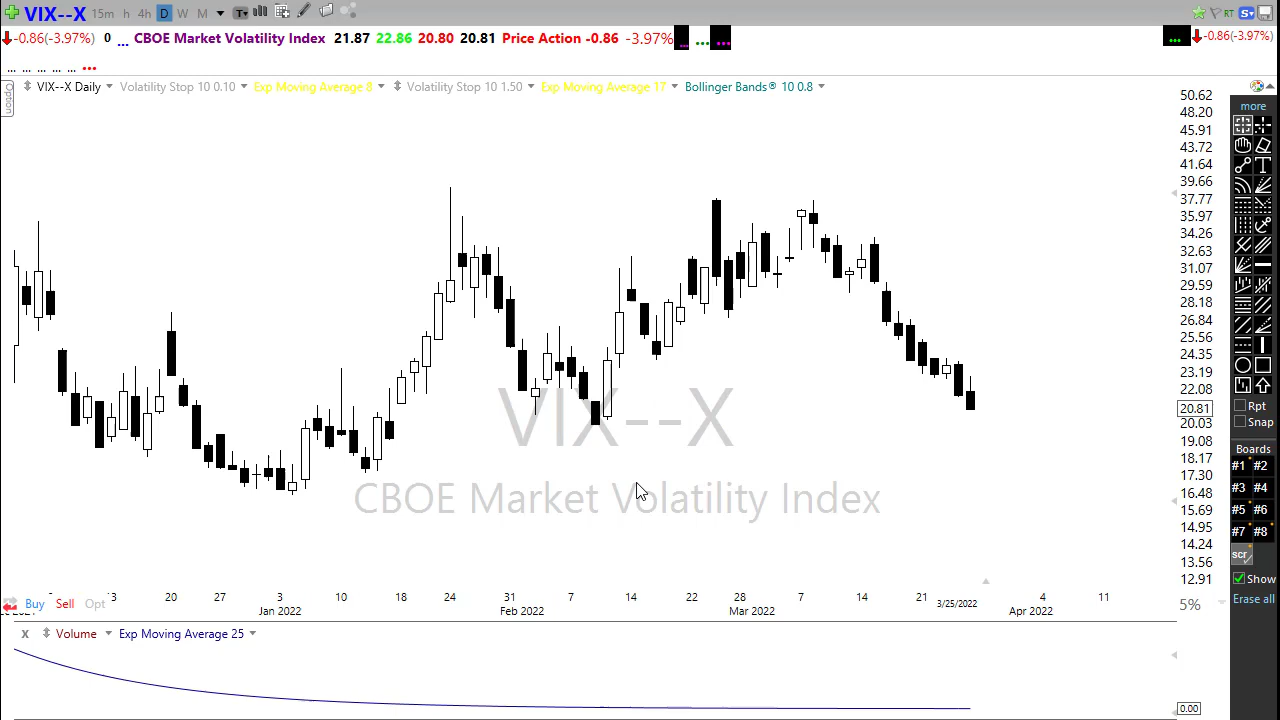 VIX--X 15m h 4h D W M T RT S
-0.86(-3.97%) 0 ... CBOE Market Volatility Index 21.87 22.86 20.80 20.81 Price Action -0.86 -3.97% ... ... ... ... -0.86(-3.97%)
... ... ... ... ... ...
Option
VIX--X Daily Volatility Stop 10 0.10 Exp Moving Average 8 Volatility Stop 10 1.50 Exp Moving Average 17 Bollinger Bands® 10 0.8
50.62
48.20
45.91
43.72
41.64
39.66
37.77
35.97
34.26
32.63
31.07
29.59
28.18
26.84
25.56
24.35
23.19
22.08
20.81
20.03
19.08
18.17
17.30
16.48
15.69
14.95
14.24
13.56
12.91
VIX--X
CBOE Market Volatility Index
more
T
Rpt
Snap
Boards
#1 #2
#3 #4
#5 #6
#7 #8
scr
Show
Erase all
13 20 27 3 10 18 24 31 7 14 22 28 7 14 21 3/25/2022 4 11
2021 Jan 2022 Feb 2022 Mar 2022 Apr 2022
Buy Sell Opt
5%
X Volume Exp Moving Average 25
0.00